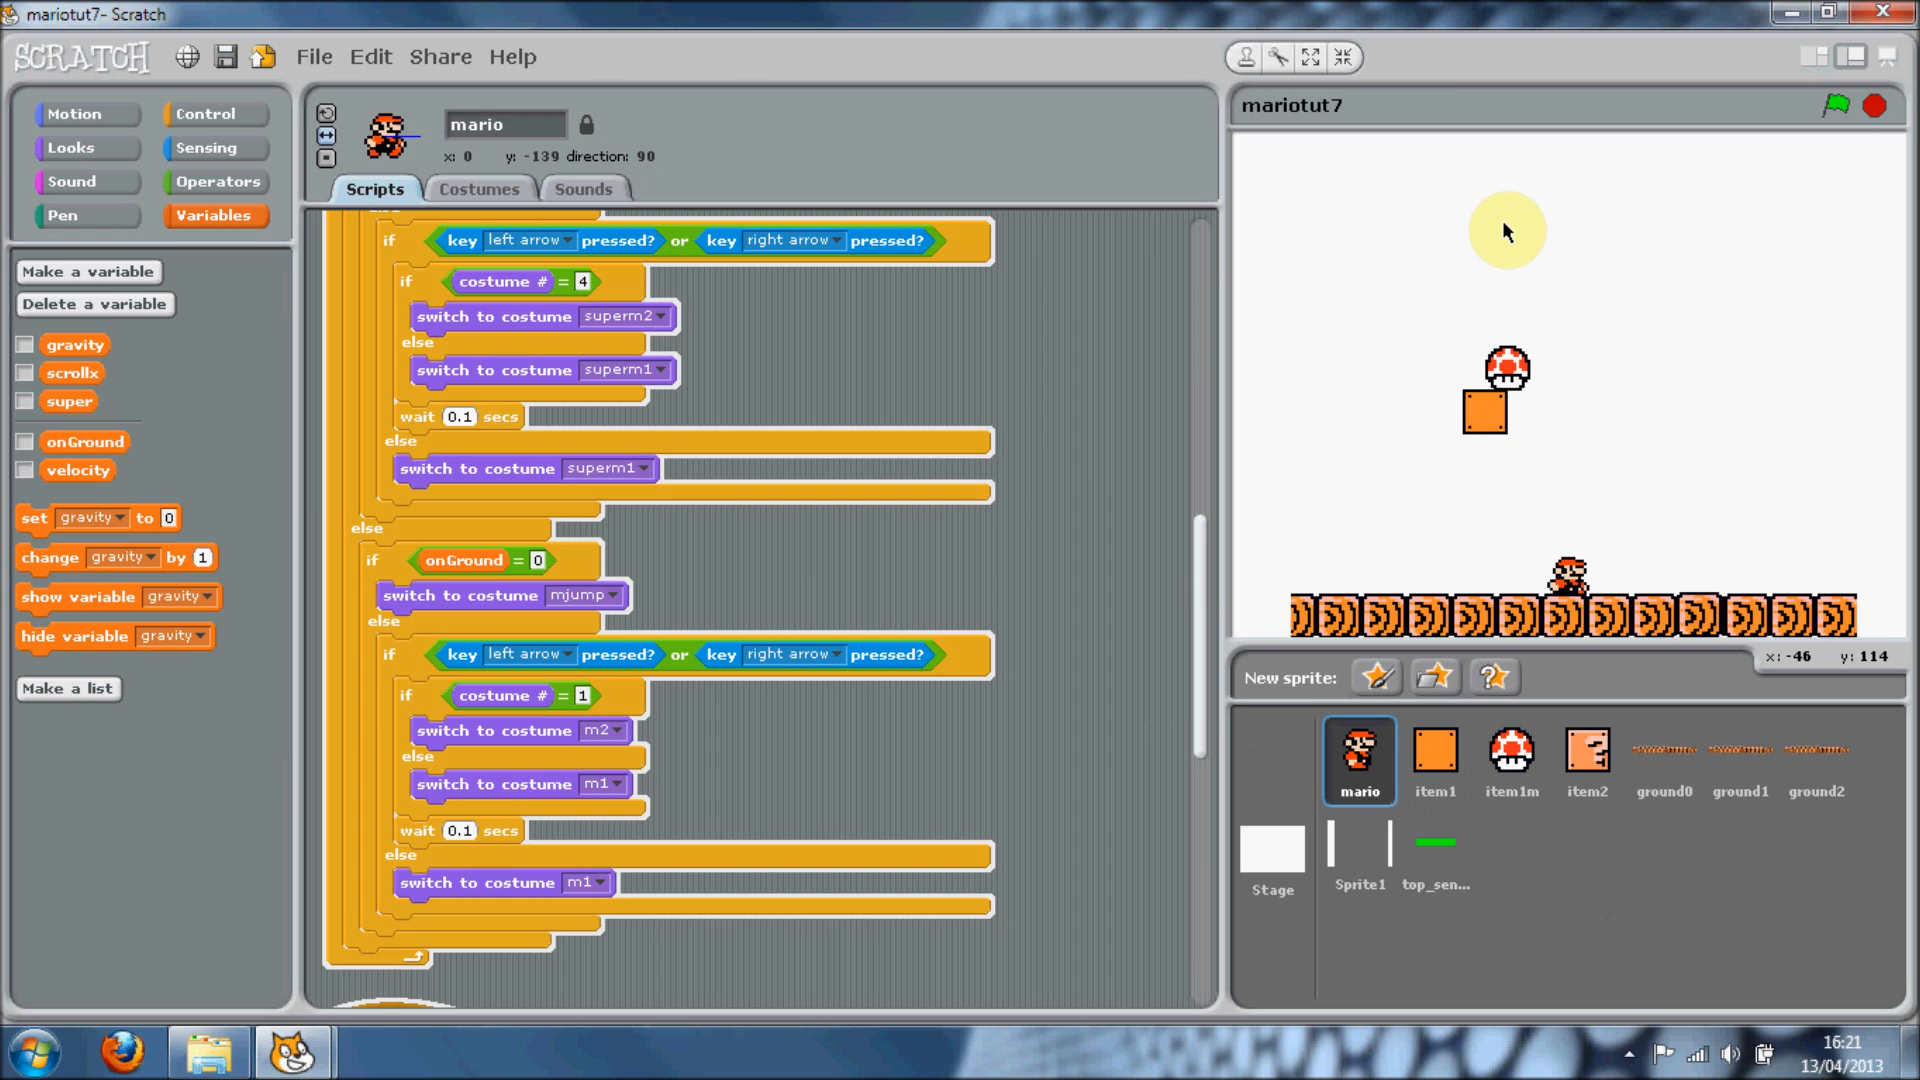 mariotut7- Scratch
SCRATCH
File Edit Share Help
Motion Control
Looks Sensing
Sound Operators
Pen Variables
Make a variable
Delete a variable
gravity
scrollx
super
onGround
velocity
set gravity to 0
change gravity by 1
show variable gravity
hide variable gravity
Make a list
mario
x: 0 y: -139 direction: 90
Scripts Costumes Sounds
else
if key left arrow pressed? or key right arrow pressed?
if costume # = 4
switch to costume superm2
else
switch to costume superm1
wait 0.1 secs
else
switch to costume superm1
else
if onGround = 0
switch to costume mjump
else
if key left arrow pressed? or key right arrow pressed?
if costume # = 1
switch to costume m2
else
switch to costume m1
wait 0.1 secs
else
switch to costume m1
mariotut7
x: -46 y: 114
New sprite:
mario item1 item1m item2 ground0 ground1 ground2
Stage Sprite1 top_sen...
16:21
13/04/2013